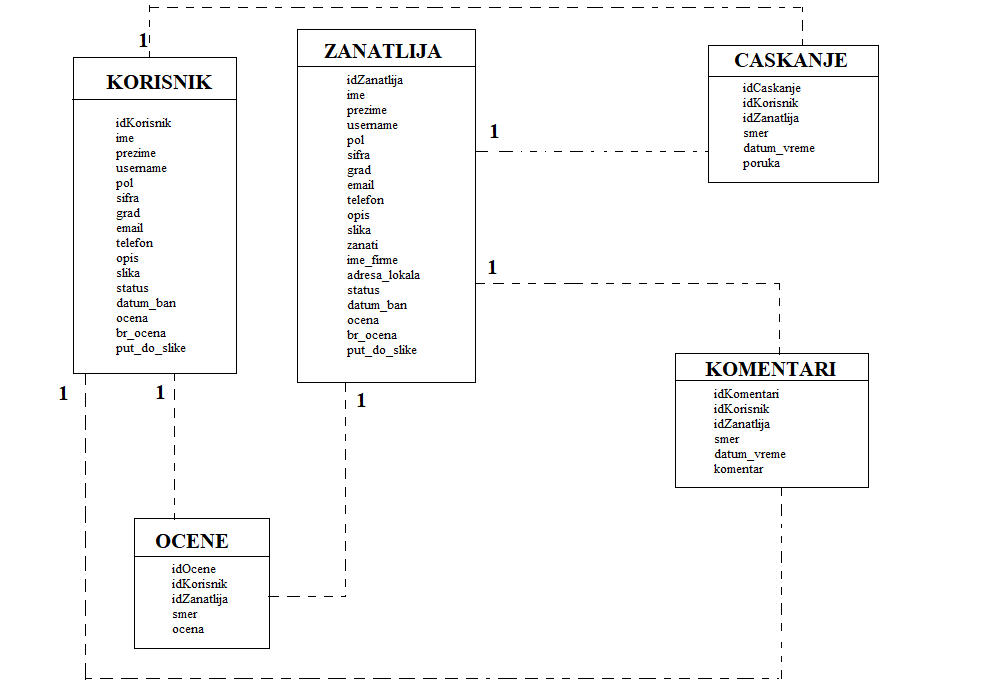 1
KORISNIK
idKorisnik
ime
prezime
username
pol
sifra
grad
email
telefon
opis
slika
status
datum_ban
ocena
br_ocena
put_do_slike
1
1
ZANATLIJA
idZanatlija
ime
prezime
username
pol
sifra
grad
email
telefon
opis
slika
zanati
ime_firme
adresa_lokala
status
datum_ban
ocena
br_ocena
put_do_slike
1
1
1
CASKANJE
idCaskanje
idKorisnik
idZanatlija
smer
datum_vreme
poruka
KOMENTARI
idKomentari
idKorisnik
idZanatlija
smer
datum_vreme
komentar
OCENE
idOcene
idKorisnik
idZanatlija
smer
ocena